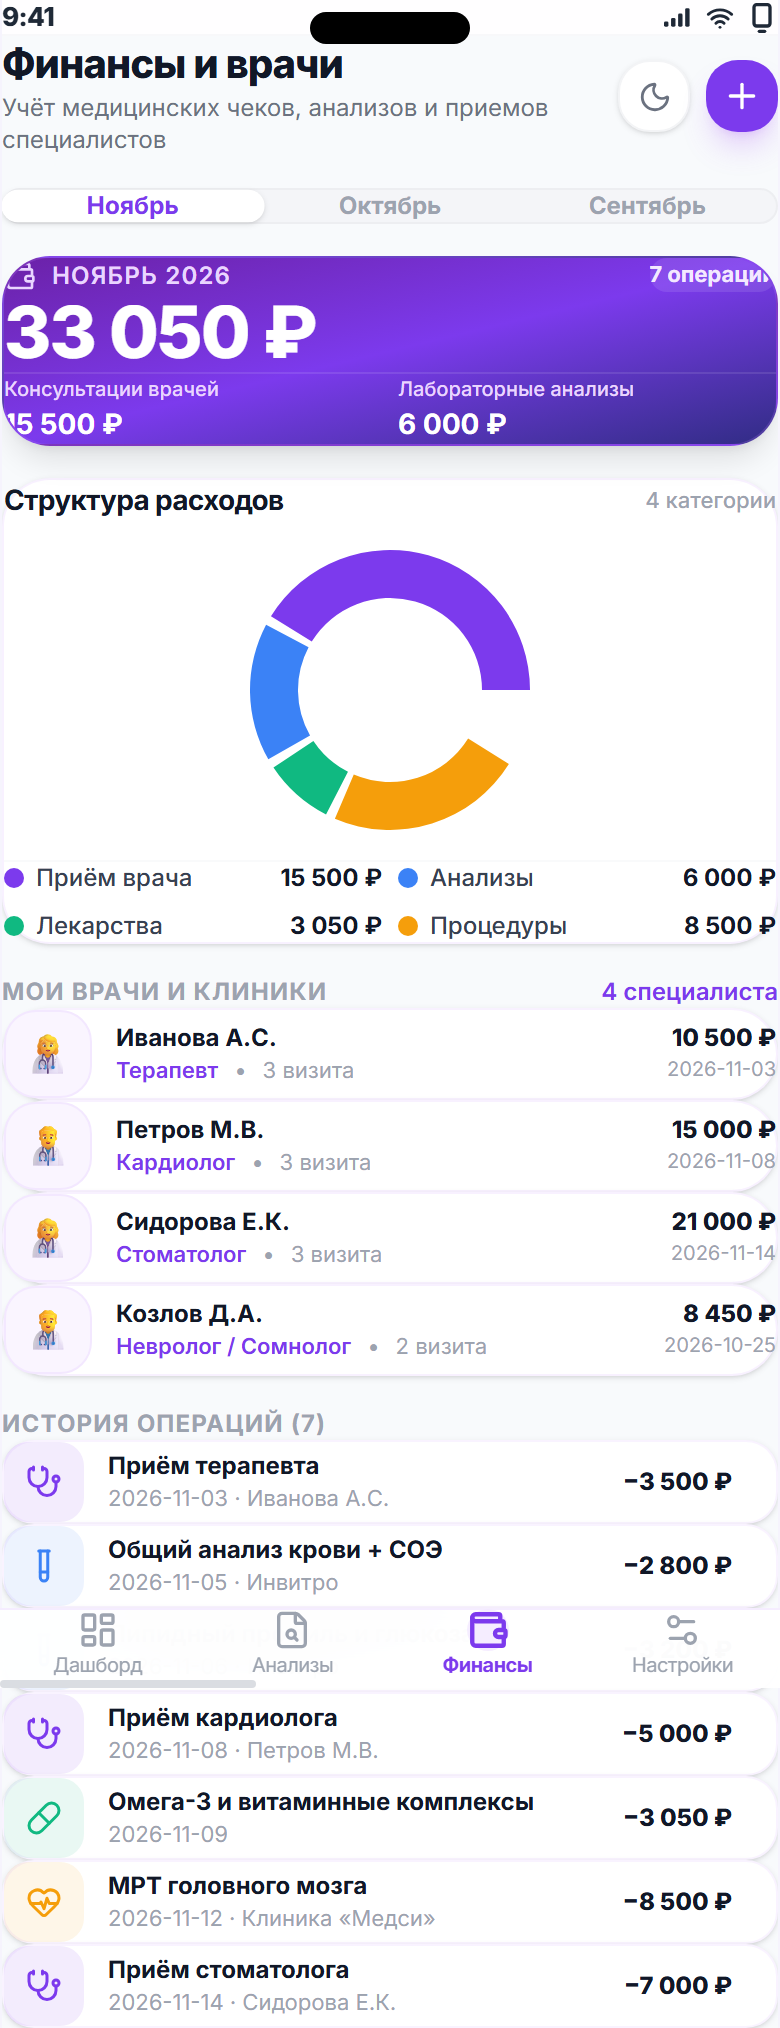 9:41
Финансы и врачи
Учёт медицинских чеков, анализов и приемов
специалистов
Ноябрь
Октябрь
Сентябрь
НОЯБРЬ 2026
7 операций
33 050 ₽
Консультации врачей
Лабораторные анализы
15 500 ₽
6 000 ₽
Структура расходов
4 категории
Приём врача
15 500 ₽
Анализы
6 000 ₽
Лекарства
3 050 ₽
Процедуры
8 500 ₽
МОИ ВРАЧИ И КЛИНИКИ
4 специалиста
Иванова А.С.
10 500 ₽
Терапевт • 3 визита
2026-11-03
Петров М.В.
15 000 ₽
Кардиолог • 3 визита
2026-11-08
Сидорова Е.К.
21 000 ₽
Стоматолог • 3 визита
2026-11-14
Козлов Д.А.
8 450 ₽
Невролог / Сомнолог • 2 визита
2026-10-25
ИСТОРИЯ ОПЕРАЦИЙ (7)
Приём терапевта
2026-11-03 · Иванова А.С.
−3 500 ₽
Общий анализ крови + СОЭ
2026-11-05 · Инвитро
−2 800 ₽
Дашборд
Анализы
Финансы
Настройки
Приём кардиолога
2026-11-08 · Петров М.В.
−5 000 ₽
Омега-3 и витаминные комплексы
2026-11-09
−3 050 ₽
МРТ головного мозга
2026-11-12 · Клиника «Медси»
−8 500 ₽
Приём стоматолога
2026-11-14 · Сидорова Е.К.
−7 000 ₽